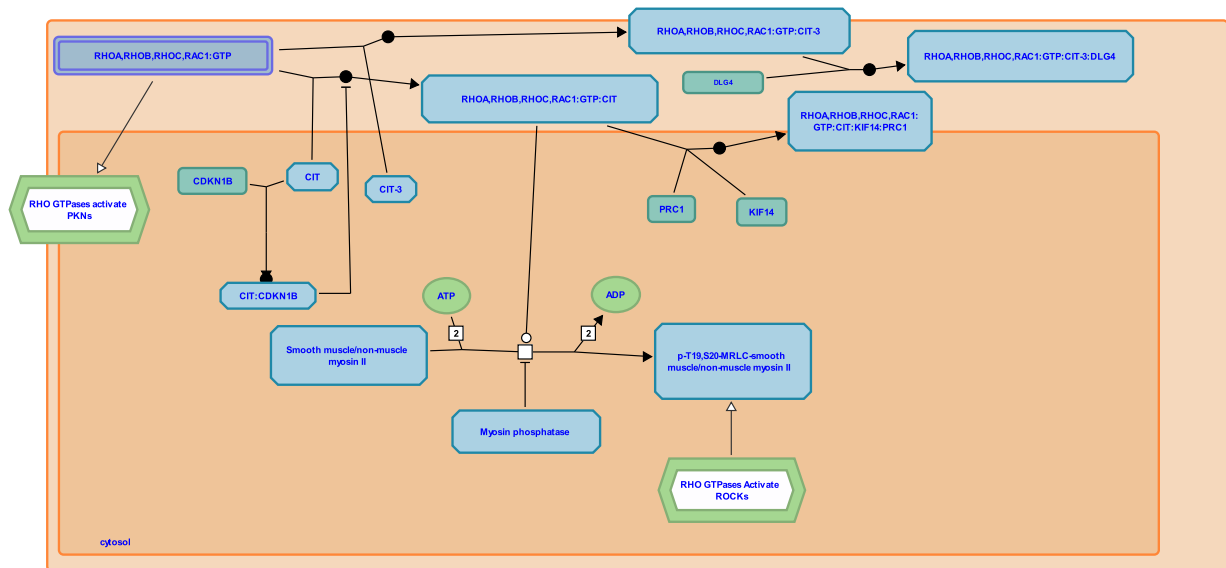 RHOA,RHOB,RHOC,RAC1:GTP:CIT-3
RHOA,RHOB,RHOC,RAC1:GTP
RHOA,RHOB,RHOC,RAC1:GTP:CIT-3:DLG4
DLG4
RHOA,RHOB,RHOC,RAC1:GTP:CIT
RHOA,RHOB,RHOC,RAC1:
GTP:CIT:KIF14:PRC1
CDKN1B
CIT
CIT-3
RHO GTPases activate
PKNs
PRC1
KIF14
CIT:CDKN1B
ATP
ADP
2
2
Smooth muscle/non-muscle
myosin II
p-T19,S20-MRLC-smooth
muscle/non-muscle myosin II
Myosin phosphatase
RHO GTPases Activate
ROCKs
cytosol